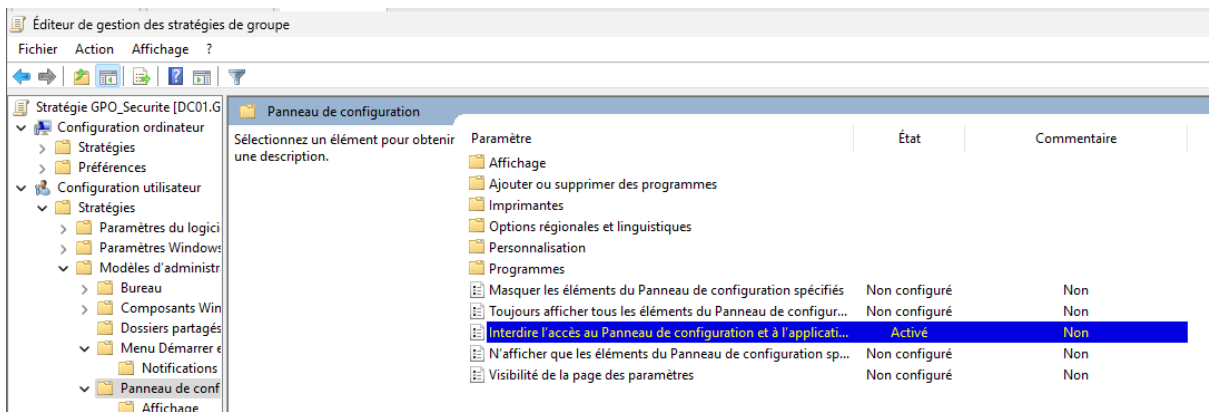 Éditeur de gestion des stratégies de groupe
Fichier Action Affichage ?
Stratégie GPO_Securite [DC01.G
Configuration ordinateur
Stratégies
Préférences
Configuration utilisateur
Stratégies
Paramètres du logici
Paramètres Windows
Modèles d'administr
Bureau
Composants Win
Dossiers partagés
Menu Démarrer e
Notifications
Panneau de conf
Affichage
Panneau de configuration
Sélectionnez un élément pour obtenir
une description.
Paramètre État Commentaire
Affichage
Ajouter ou supprimer des programmes
Imprimantes
Options régionales et linguistiques
Personnalisation
Programmes
Masquer les éléments du Panneau de configuration spécifiés Non configuré Non
Toujours afficher tous les éléments du Panneau de configur... Non configuré Non
Interdire l'accès au Panneau de configuration et à l'applicati... Activé Non
N'afficher que les éléments du Panneau de configuration sp... Non configuré Non
Visibilité de la page des paramètres Non configuré Non